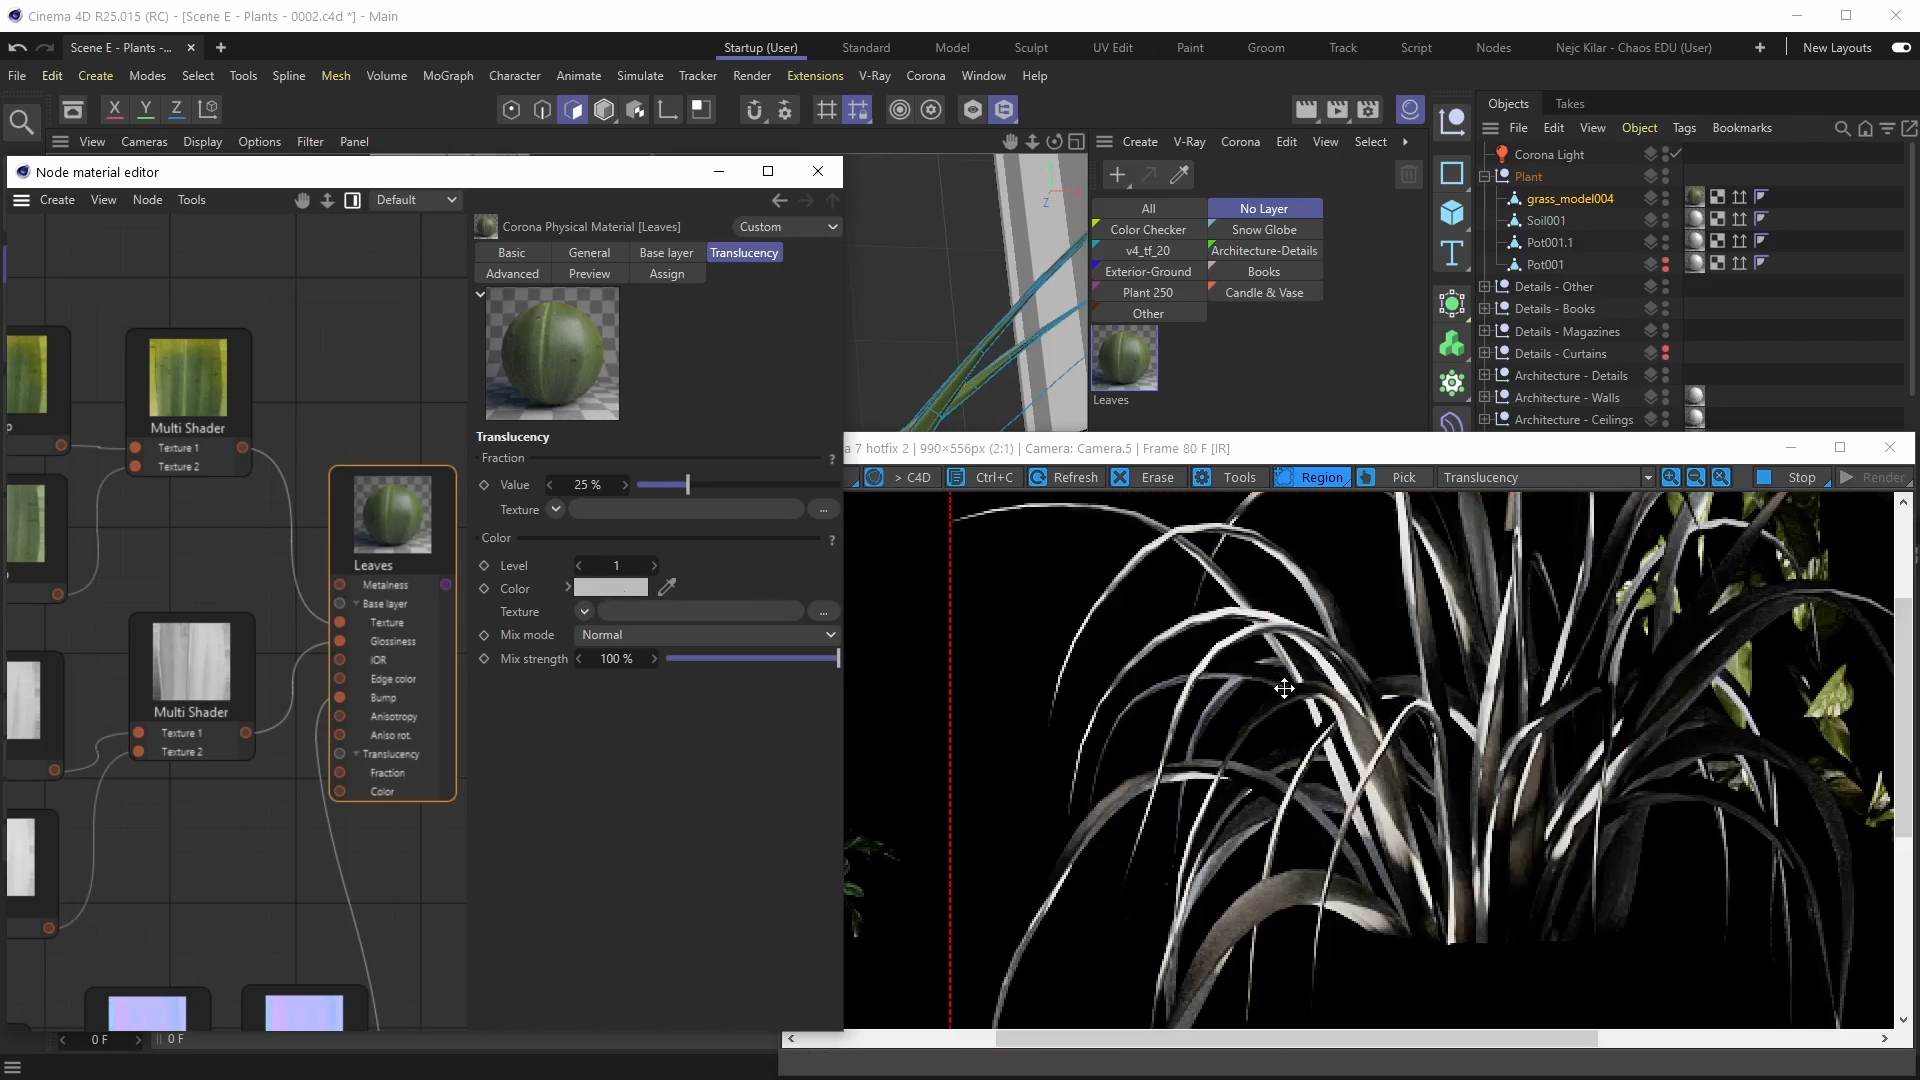 Cinema 4D R25.015 (RC) - [Scene E - Plants - 0002.c4d *] - Main
Scene E - Plants -...
Startup (User)
Standard
Model
Sculpt
UV Edit
Paint
Groom
Track
Script
Nodes
Nejc Kilar - Chaos EDU (User)
New Layouts
File Edit Create Modes Select Tools Spline Mesh Volume MoGraph Character Animate Simulate Tracker Render Extensions V-Ray Corona Window Help
X Y Z
Objects Takes
View Cameras Display Options Filter Panel
Create V-Ray Corona Edit View Select
File Edit View Object Tags Bookmarks
Node material editor
Create View Node Tools
Default
Corona Physical Material [Leaves]
Custom
Basic General Base layer Translucency
Advanced Preview Assign
Translucency
Fraction
?
Value 25 %
Texture ...
Color
?
Level 1
Color
Texture ...
Mix mode Normal
Mix strength 100 %
Multi Shader
Texture 1
Texture 2
Multi Shader
Texture 1
Texture 2
Leaves
Metalness
Base layer
Texture
Glossiness
IOR
Edge color
Bump
Anisotropy
Aniso rot.
Translucency
Fraction
Color
Z
All No Layer
Color Checker Snow Globe
v4_tf_20 Architecture-Details
Exterior-Ground Books
Plant 250 Candle & Vase
Other
Leaves
Corona Light
Plant
grass_model004
Soil001
Pot001.1
Pot001
Details - Other
Details - Books
Details - Magazines
Details - Curtains
Architecture - Details
Architecture - Walls
Architecture - Ceilings
a 7 hotfix 2 | 990×556px (2:1) | Camera: Camera.5 | Frame 80 F [IR]
> C4D Ctrl+C Refresh Erase Tools Region Pick Translucency Stop Render
0 F 0 F